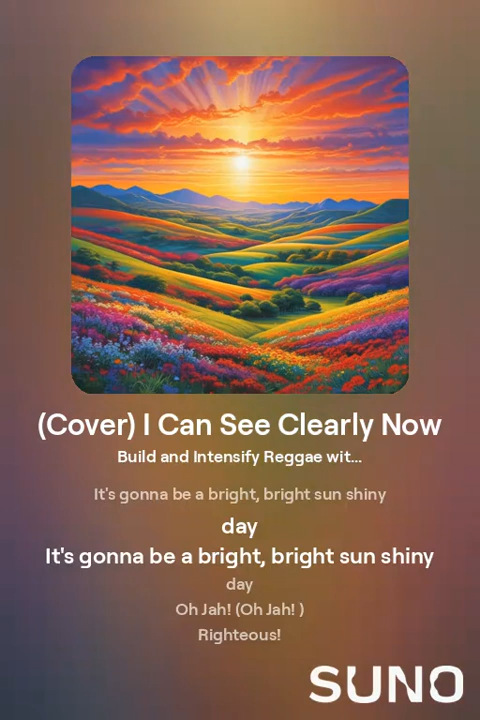 (Cover) I Can See Clearly Now
Build and Intensify Reggae wit...
It's gonna be a bright, bright sun shiny
day
It's gonna be a bright, bright sun shiny
day
Oh Jah! (Oh Jah! )
Righteous!
SUNO